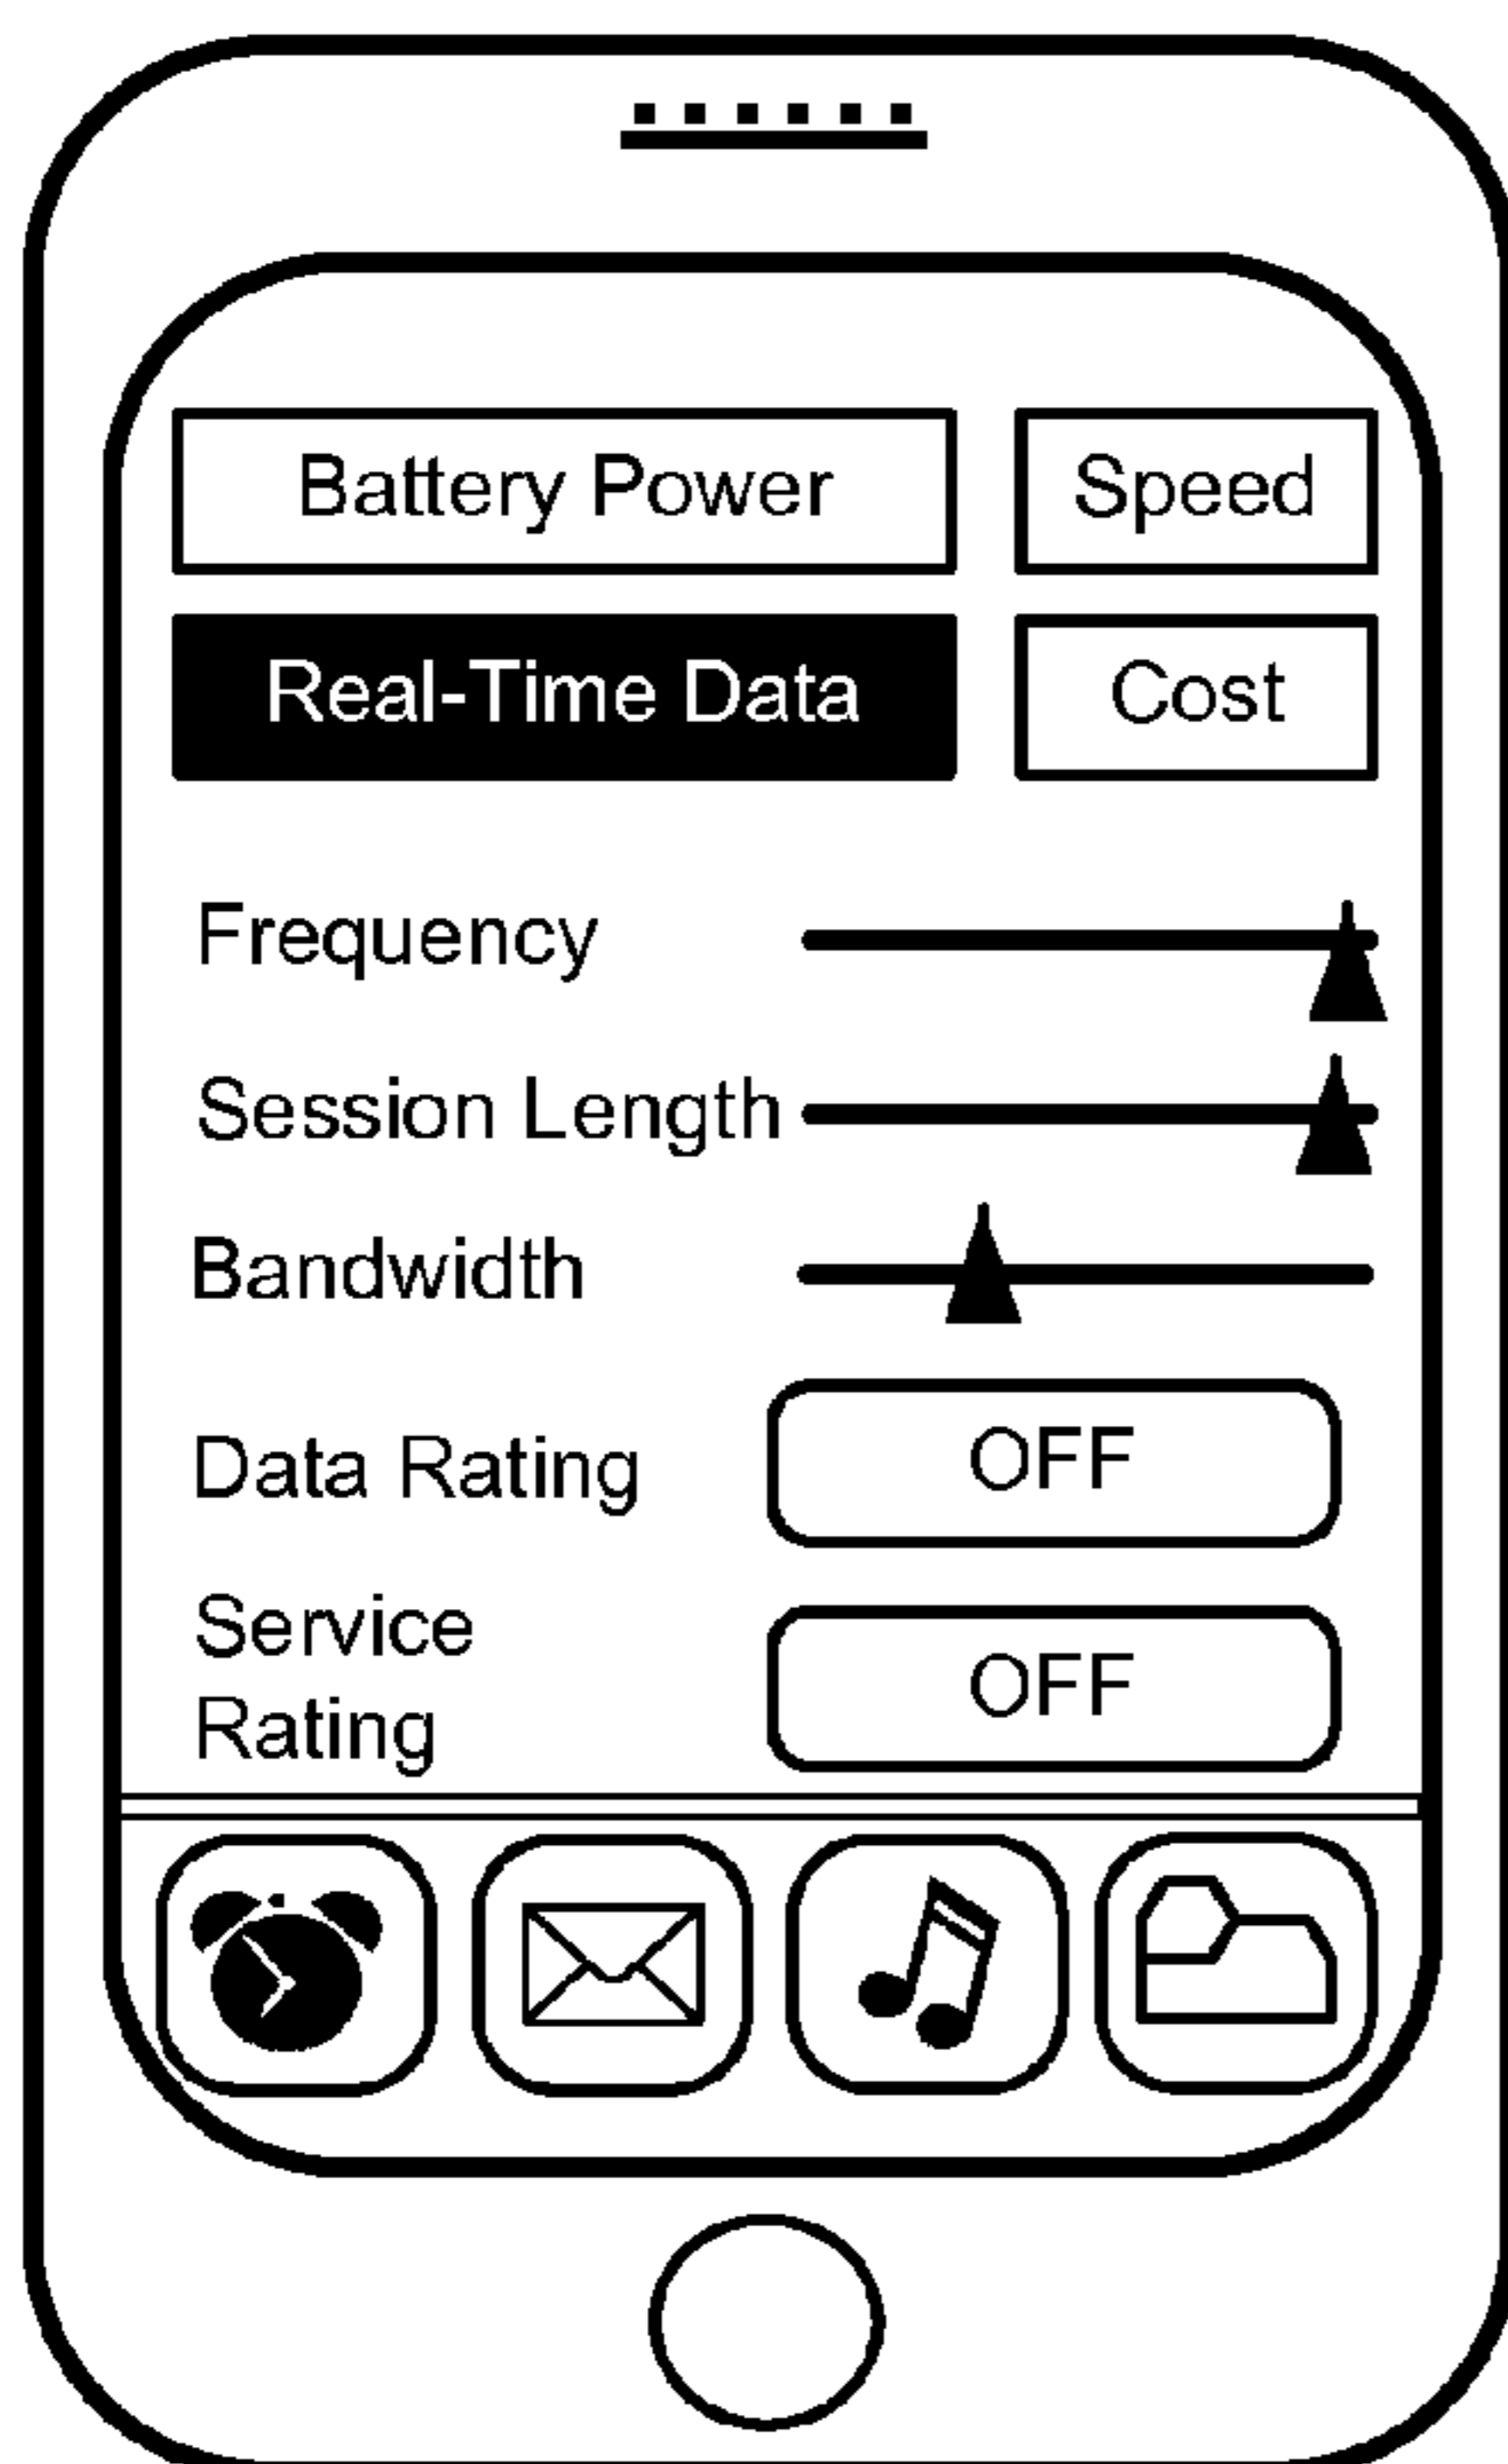 Battery Power
Speed
Real-Time Data
Cost
Frequency
Session Length
Bandwidth
Data Rating
OFF
Service
Rating
OFF